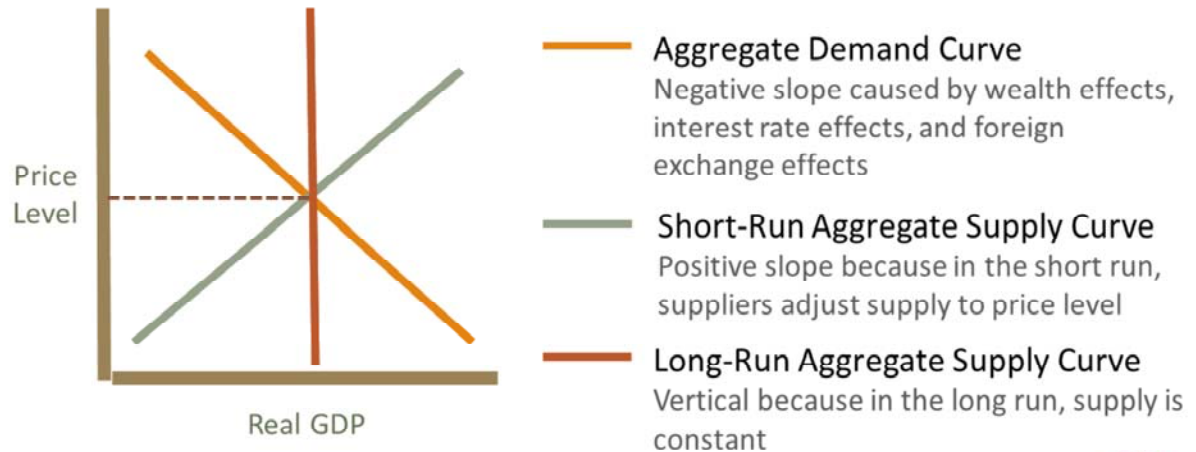 Price
Level
Real GDP
Aggregate Demand Curve
Negative slope caused by wealth effects,
interest rate effects, and foreign
exchange effects
Short-Run Aggregate Supply Curve
Positive slope because in the short run,
suppliers adjust supply to price level
Long-Run Aggregate Supply Curve
Vertical because in the long run, supply is
constant